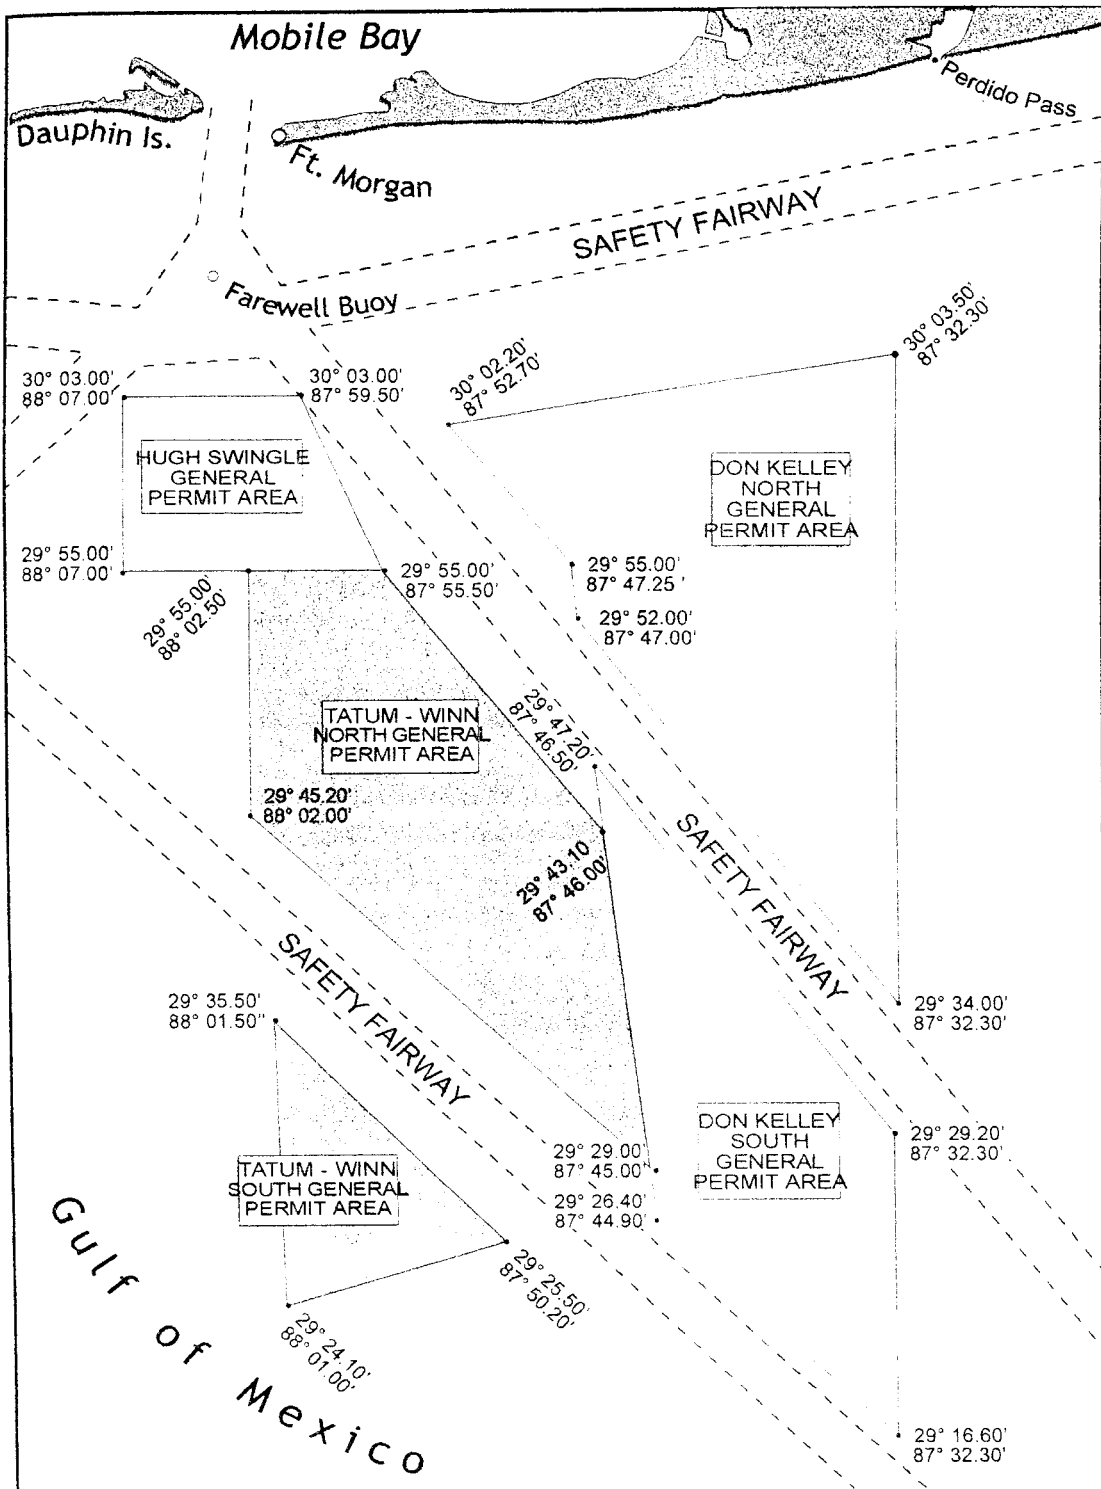 Mobile Bay
Perdido Pass
Dauphin Is.
Ft. Morgan
SAFETY FAIRWAY
Farewell Buoy
30° 03.50'
87° 32.30'
30° 02.20'
87° 52.70'
30° 03.00'
88° 07.00'
30° 03.00'
87° 59.50'
HUGH SWINGLE
GENERAL
PERMIT AREA
DON KELLEY
NORTH
GENERAL
PERMIT AREA
29° 55.00'
88° 07.00'
29° 55.00'
88° 02.50'
29° 55.00'
87° 55.50'
29° 55.00'
87° 47.25 '
29° 52.00'
87° 47.00'
TATUM - WINN
NORTH GENERAL
PERMIT AREA
29° 47.20'
87° 46.50'
29° 45.20'
88° 02.00'
29° 43.10
87° 46.00'
SAFETY FAIRWAY
SAFETY FAIRWAY
29° 35.50'
88° 01.50"
29° 34.00'
87° 32.30'
DON KELLEY
SOUTH
GENERAL
PERMIT AREA
29° 29.20'
87° 32.30'
29° 29.00'
87° 45.00"
29° 26.40'
87° 44.90'
TATUM - WINN
SOUTH GENERAL
PERMIT AREA
29° 25.50'
87° 50.20'
29° 24.10'
88° 01.00'
Gulf of Mexico
29° 16.60'
87° 32.30'